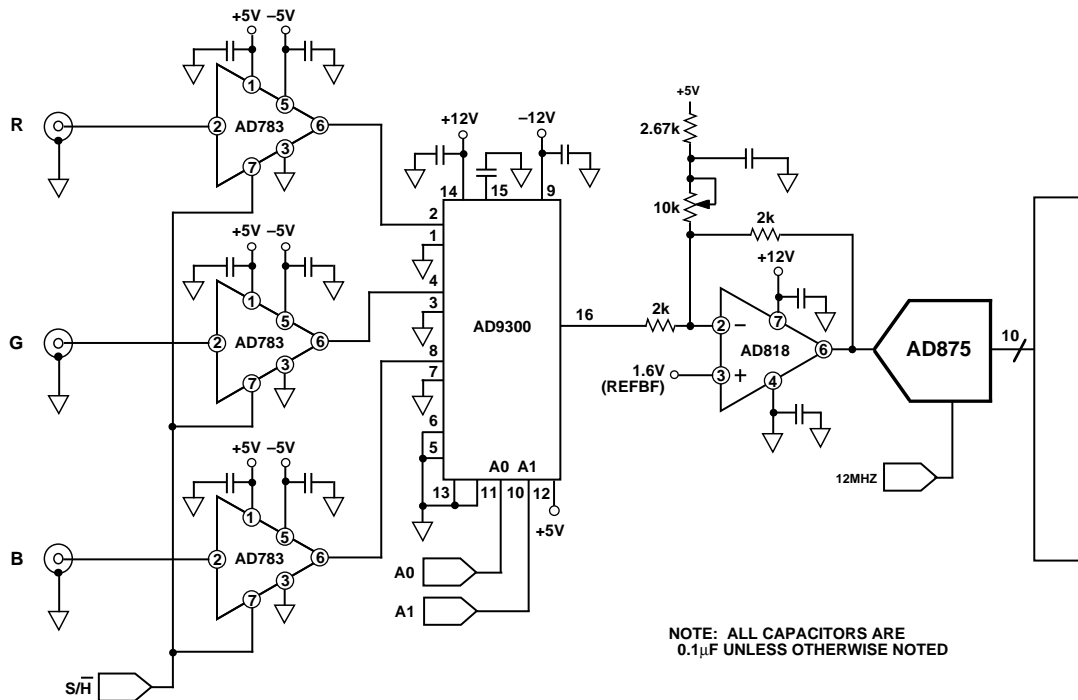 +5V –5V
1
5
R
2
AD783
6
3
7
+12V
–12V
14
15
9
+5V
2.67k
10k
2k
+5V –5V
1
5
G
2
AD783
6
3
7
2
1
4
3
8
7
6
5
AD9300
A0 A1
13
11
10
12
+5V
16
2k
+12V
7
2
–
AD818
6
3
+
4
1.6V
(REFBF)
AD875
10
12MHZ
+5V –5V
1
5
B
2
AD783
6
3
7
A0
A1
S/H̅
NOTE: ALL CAPACITORS ARE
0.1μF UNLESS OTHERWISE NOTED